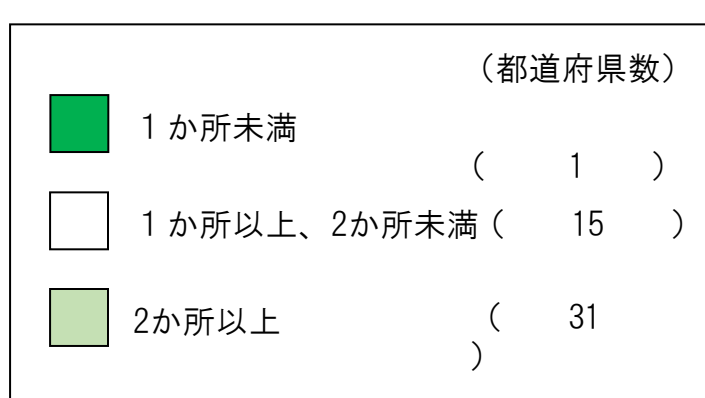 （都道府県数）
１か所未満
（　　1　　）
１か所以上、2か所未満（　　15　　）
2か所以上　（　　31
）